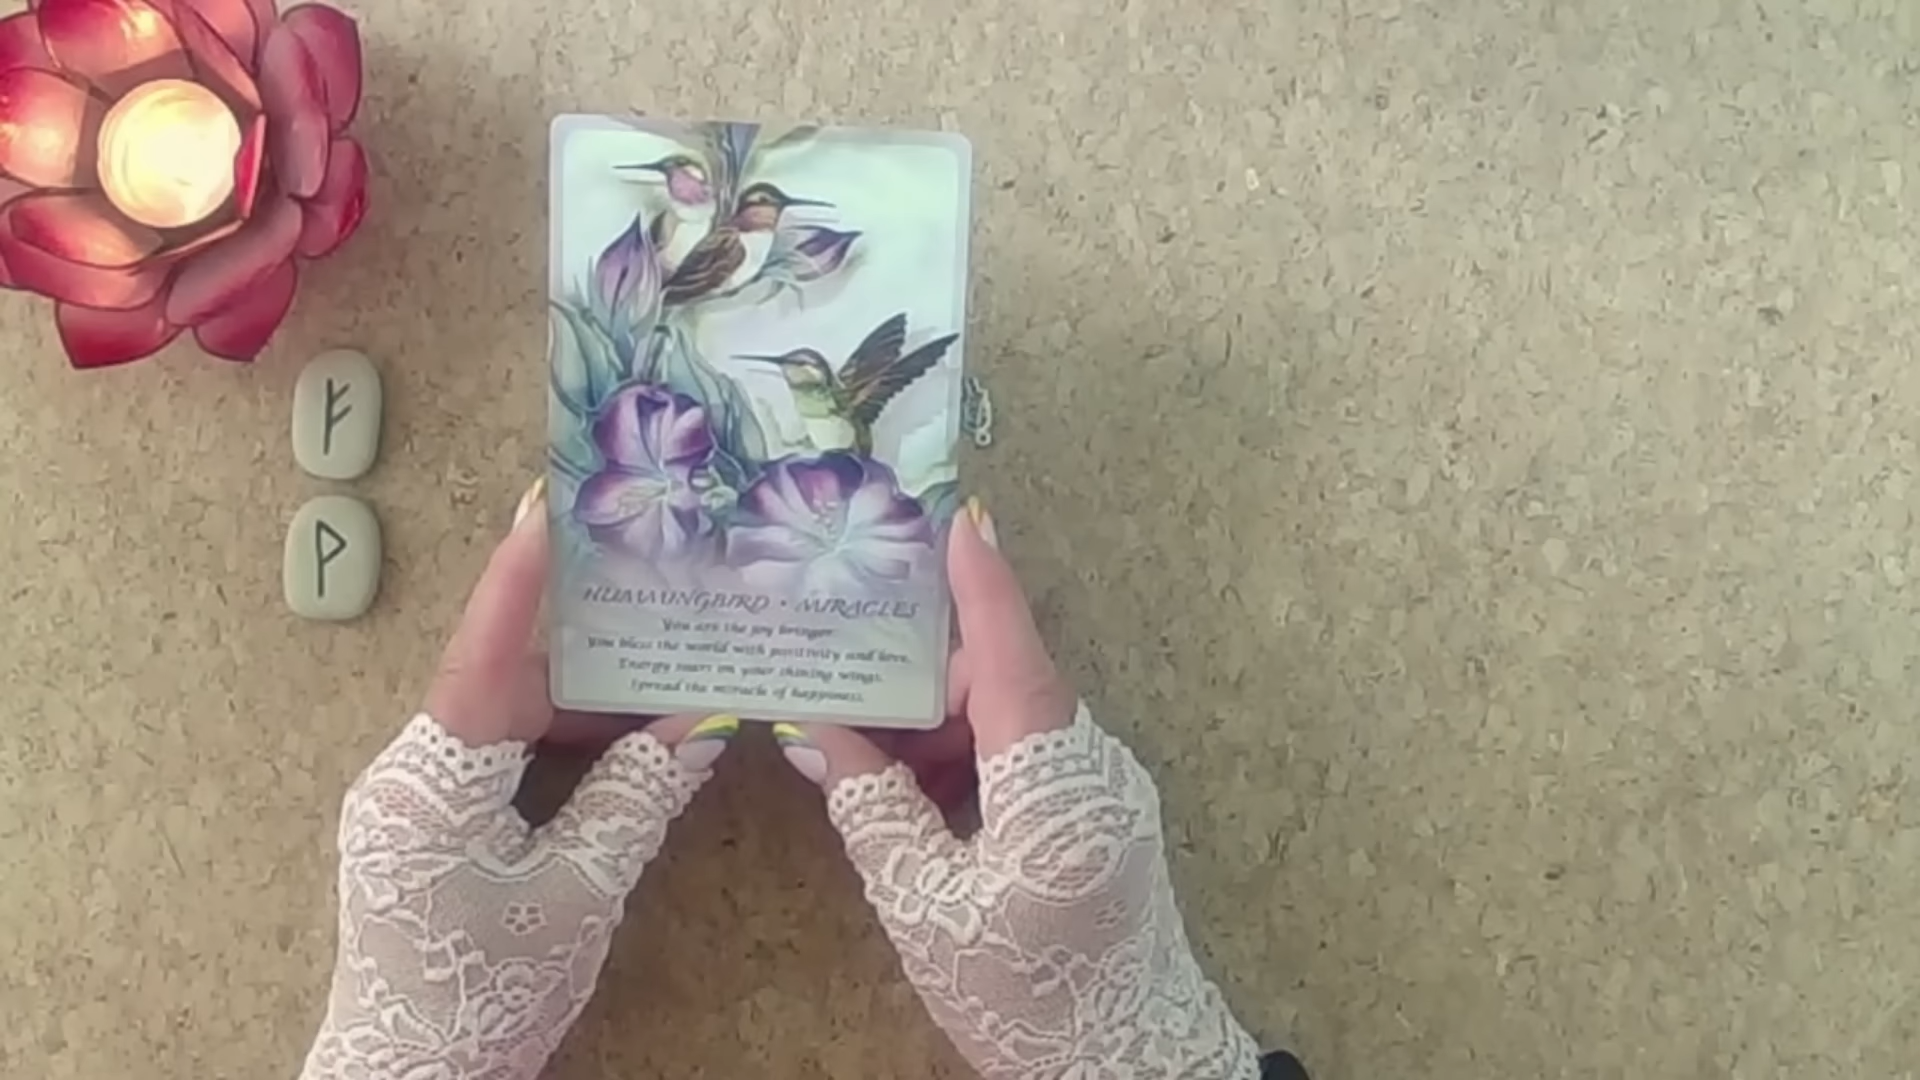 ᚠ
ᚹ
HUMMINGBIRD • MIRACLES
You are the joy bringer.
You bless the world with positivity and love.
Energy soars on your shining wings.
Spread the miracle of happiness.